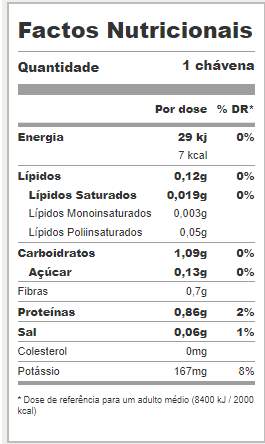 Factos Nutricionais
Quantidade 1 chávena
Por dose % DR*
Energia 29 kj 0%
7 kcal
Lípidos 0,12g 0%
Lípidos Saturados 0,019g 0%
Lípidos Monoinsaturados 0,003g
Lípidos Poliinsaturados 0,05g
Carboidratos 1,09g 0%
Açúcar 0,13g 0%
Fibras 0,7g
Proteínas 0,86g 2%
Sal 0,06g 1%
Colesterol 0mg
Potássio 167mg 8%
* Dose de referência para um adulto médio (8400 kJ / 2000
kcal)